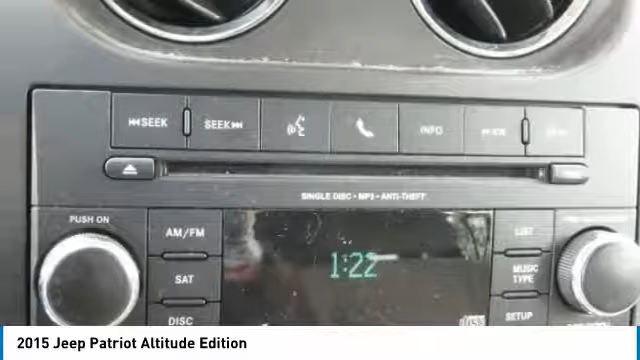 ⏮SEEK SEEK⏭ INFO
SINGLE DISC • MP3 • ANTI-THEFT
PUSH ON
AM/FM LIST
1:22
SAT MUSIC
TYPE
DISC SETUP
2015 Jeep Patriot Altitude Edition